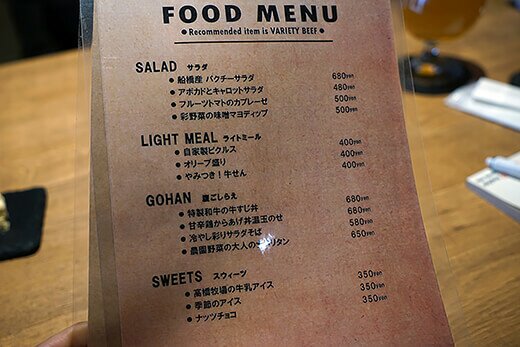 FOOD MENU
● Recommended item is VARIETY BEEF ●
SALAD サラダ
● 船橋産 パクチーサラダ 680yen
● アボカドとキャロットサラダ 480yen
● フルーツトマトのカプレーゼ 500yen
● 彩野菜の味噌マヨディップ 500yen
LIGHT MEAL ライトミール
● 自家製ピクルス 400yen
● オリーブ盛り 400yen
● やみつき!牛せん
GOHAN 腹ごしらえ
● 特製和牛の牛すじ丼 680yen
● 甘辛鶏からあげ丼温玉のせ 680yen
● 冷やし彩りサラダそば 580yen
● 農園野菜の大人の リタン 650yen
SWEETS スウィーツ
● 高橋牧場の牛乳アイス 350yen
● 季節のアイス 350yen
● ナッツチョコ 350yen